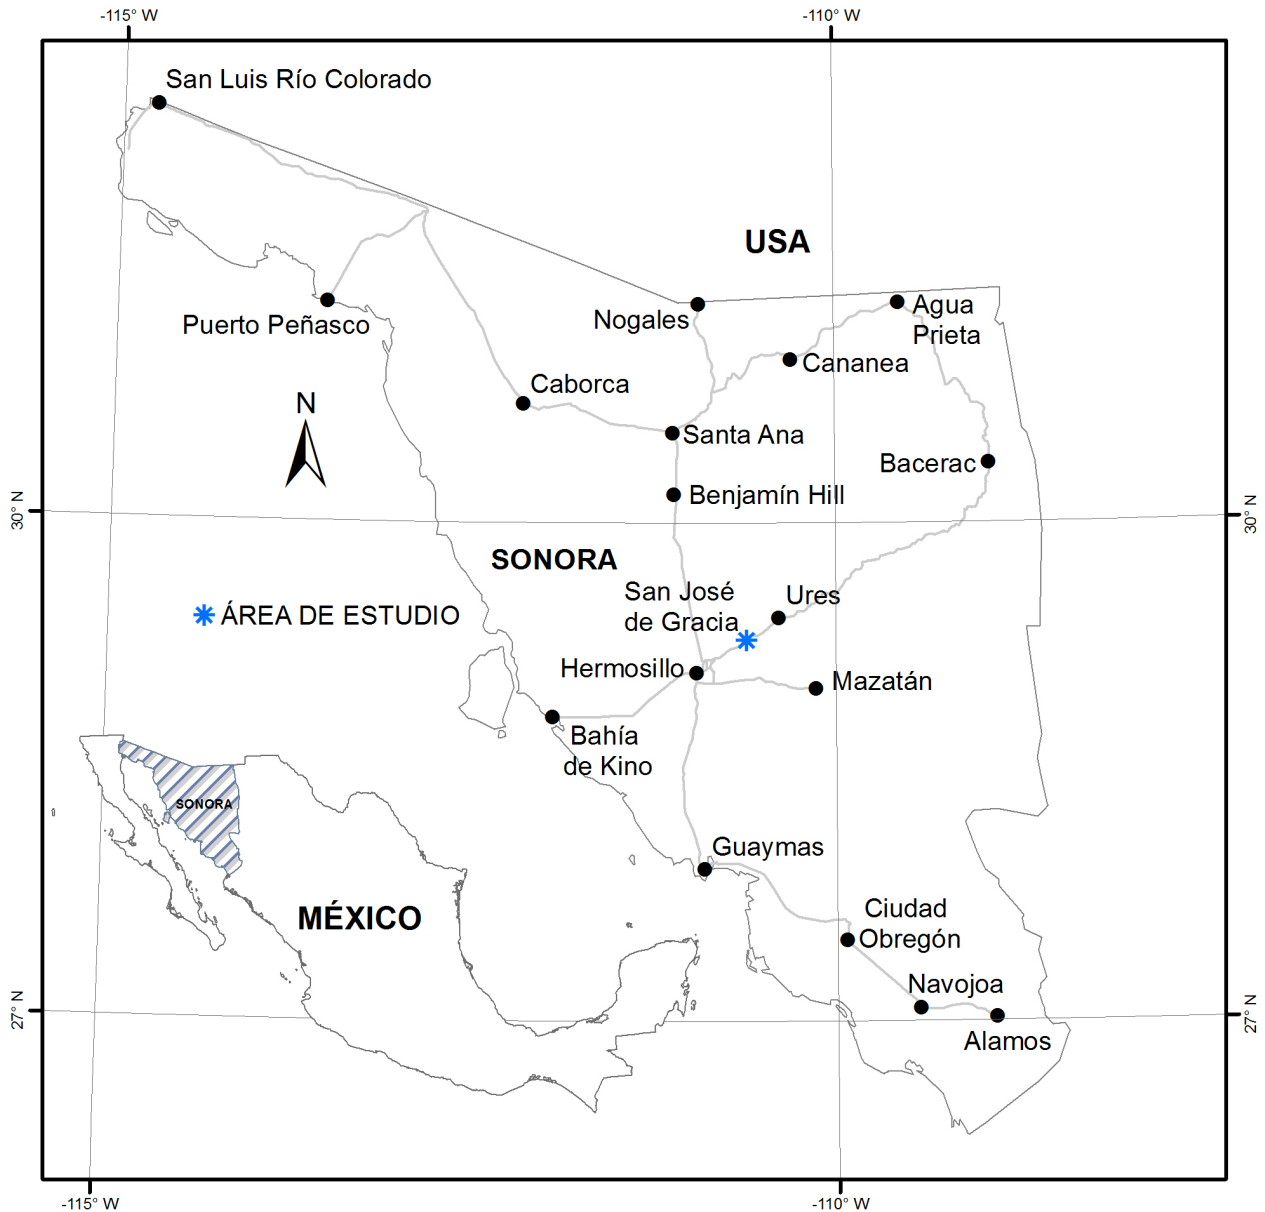 -115° W
-110° W
San Luis Río Colorado
USA
Puerto Peñasco
Nogales
Agua
Prieta
Cananea
Caborca
N
Santa Ana
Bacerac
Benjamín Hill
30° N
30° N
SONORA
San José
de Gracia
Ures
ÁREA DE ESTUDIO
Hermosillo
Mazatán
Bahía
de Kino
SONORA
Guaymas
MÉXICO
Ciudad
Obregón
Navojoa
27° N
27° N
Alamos
-115° W
-110° W